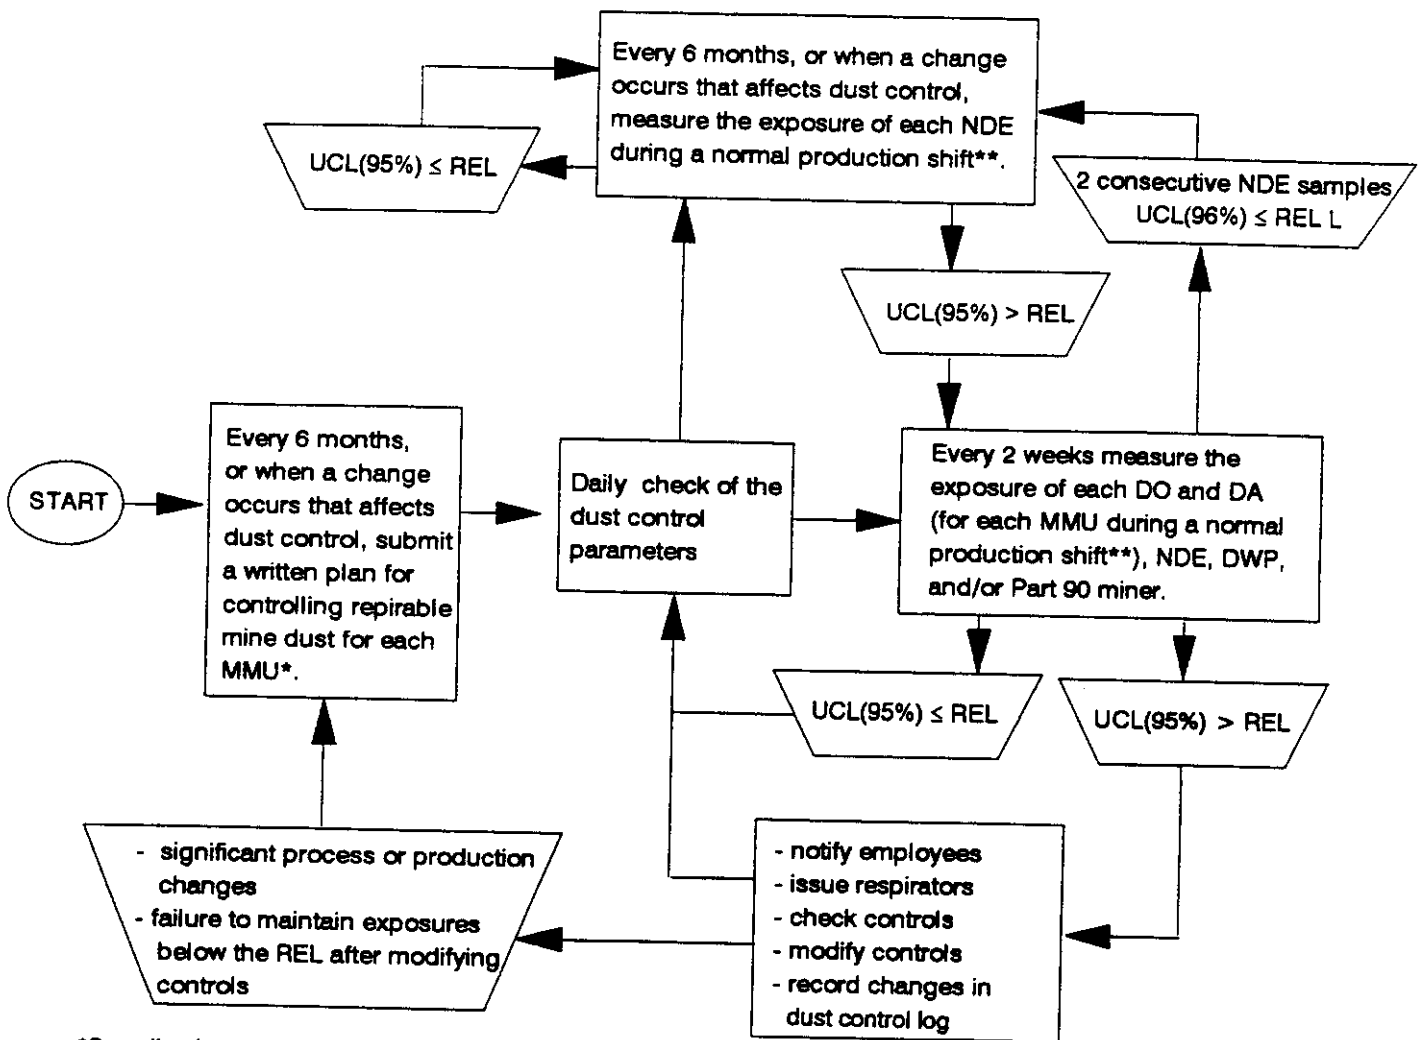 Every 6 months, or when a change
occurs that affects dust control,
measure the exposure of each NDE
during a normal production shift**.
UCL(95%) ≤ REL
2 consecutive NDE samples
UCL(96%) ≤ REL L
UCL(95%) > REL
START
Every 6 months,
or when a change
occurs that affects
dust control, submit
a written plan for
controlling repirable
mine dust for each
MMU*.
Daily check of the
dust control
parameters
Every 2 weeks measure the
exposure of each DO and DA
(for each MMU during a normal
production shift**), NDE, DWP,
and/or Part 90 miner.
UCL(95%) ≤ REL
UCL(95%) > REL
- significant process or production
changes
- failure to maintain exposures
below the REL after modifying
controls
- notify employees
- issue respirators
- check controls
- modify controls
- record changes in
dust control log